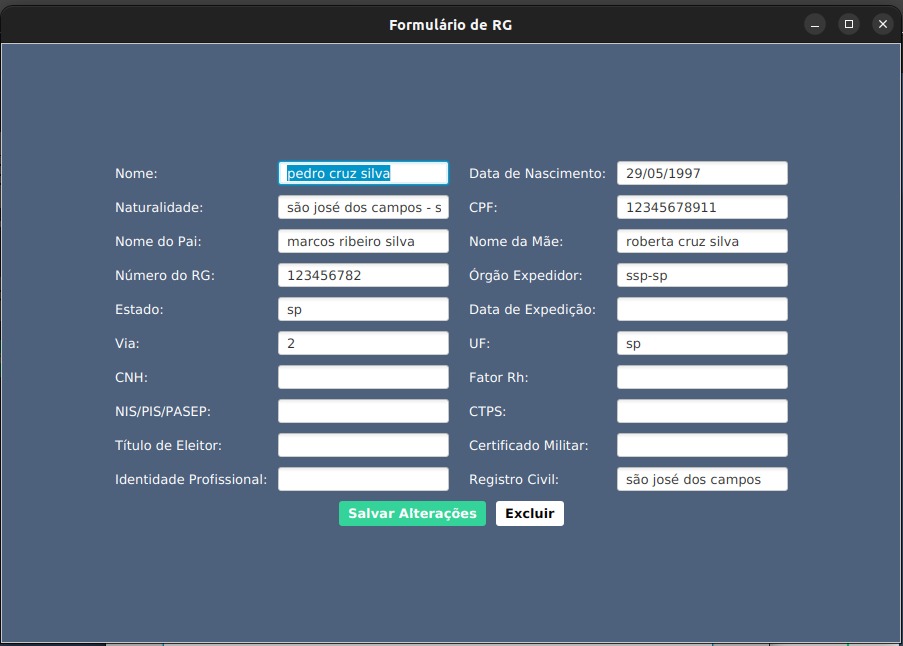 Formulário de RG
Nome: pedro cruz silva Data de Nascimento: 29/05/1997
Naturalidade: são josé dos campos - s CPF: 12345678911
Nome do Pai: marcos ribeiro silva Nome da Mãe: roberta cruz silva
Número do RG: 123456782 Órgão Expedidor: ssp-sp
Estado: sp Data de Expedição:
Via: 2 UF: sp
CNH: Fator Rh:
NIS/PIS/PASEP: CTPS:
Título de Eleitor: Certificado Militar:
Identidade Profissional: Registro Civil: são josé dos campos
Salvar Alterações Excluir